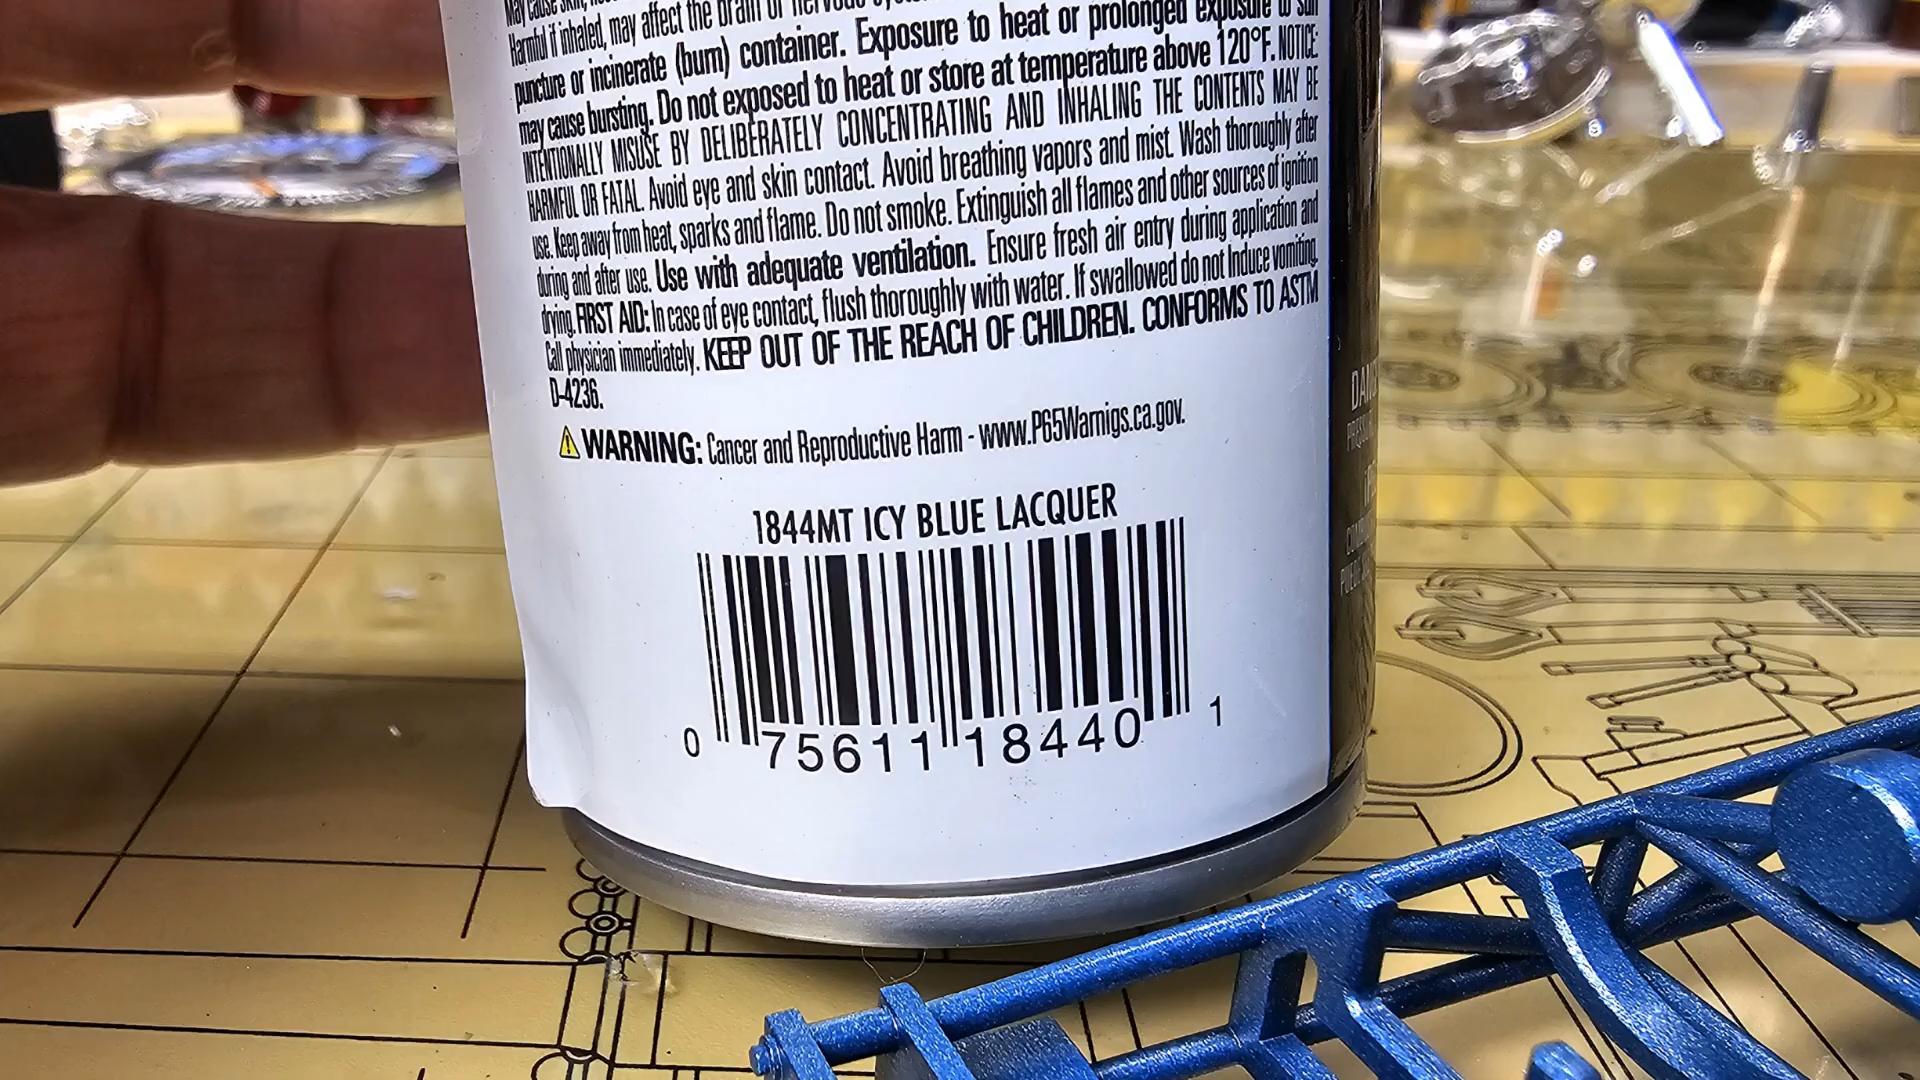 May cause skin,
Harmful if inhaled, may affect the brain or nervous
puncture or incinerate (burn) container. Exposure to heat or prolonged exposure to sun
may cause bursting. Do not exposed to heat or store at temperature above 120°F. NOTICE:
INTENTIONALLY MISUSE BY DELIBERATELY CONCENTRATING AND INHALING THE CONTENTS MAY BE
HARMFUL OR FATAL. Avoid eye and skin contact. Avoid breathing vapors and mist. Wash thoroughly after
use. Keep away from heat, sparks and flame. Do not smoke. Extinguish all flames and other sources of ignition
during and after use. Use with adequate ventilation. Ensure fresh air entry during application and
drying. FIRST AID: In case of eye contact, flush thoroughly with water. If swallowed do not Induce vomiting.
Call physician immediately. KEEP OUT OF THE REACH OF CHILDREN. CONFORMS TO ASTM
D-4236.
WARNING: Cancer and Reproductive Harm - www.P65Warnigs.ca.gov.
1844MT ICY BLUE LACQUER
0 75611 18440 1